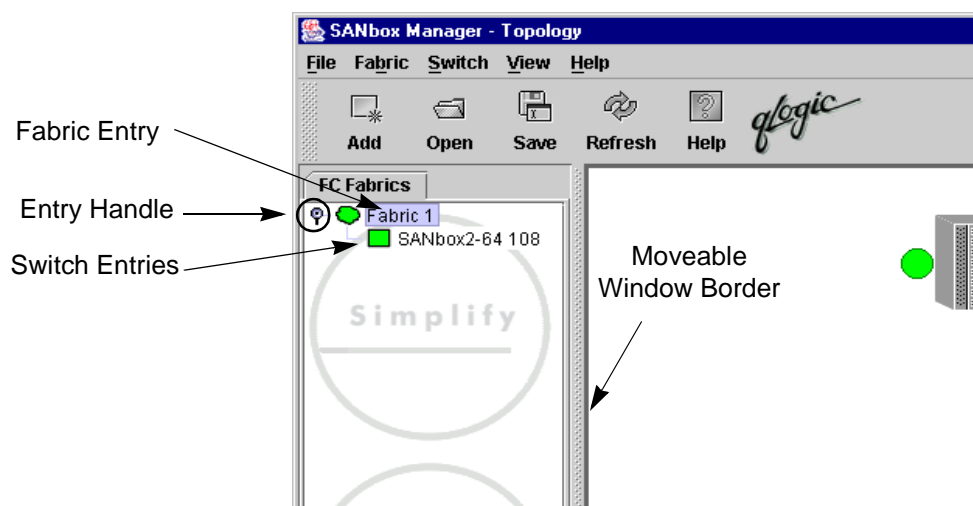 SANbox Manager - Topology
File Fabric Switch View Help
Add Open Save Refresh Help
qlogic
FC Fabrics
Fabric 1
SANbox2-64 108
Simplify
Fabric Entry
Entry Handle
Switch Entries
Moveable
Window Border